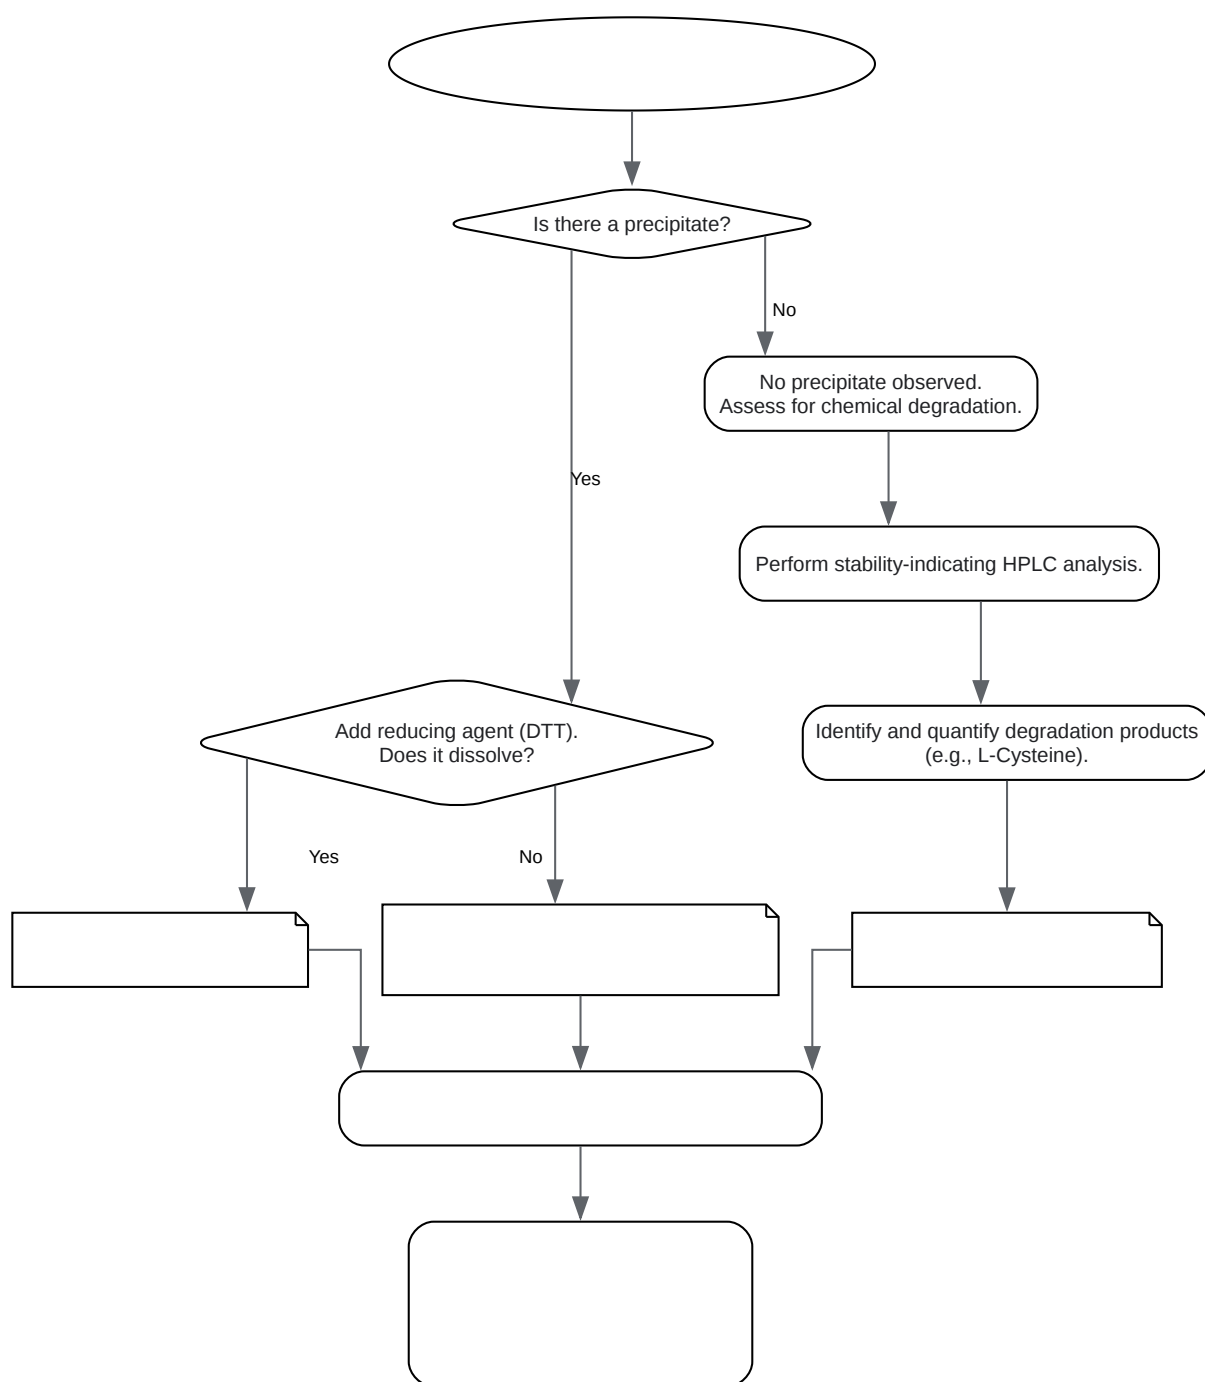 Is there a precipitate?
No
No precipitate observed.
Assess for chemical degradation.
Yes
Perform stability-indicating HPLC analysis.
Add reducing agent (DTT).
Does it dissolve?
Identify and quantify degradation products
(e.g., L-Cysteine).
Yes
No